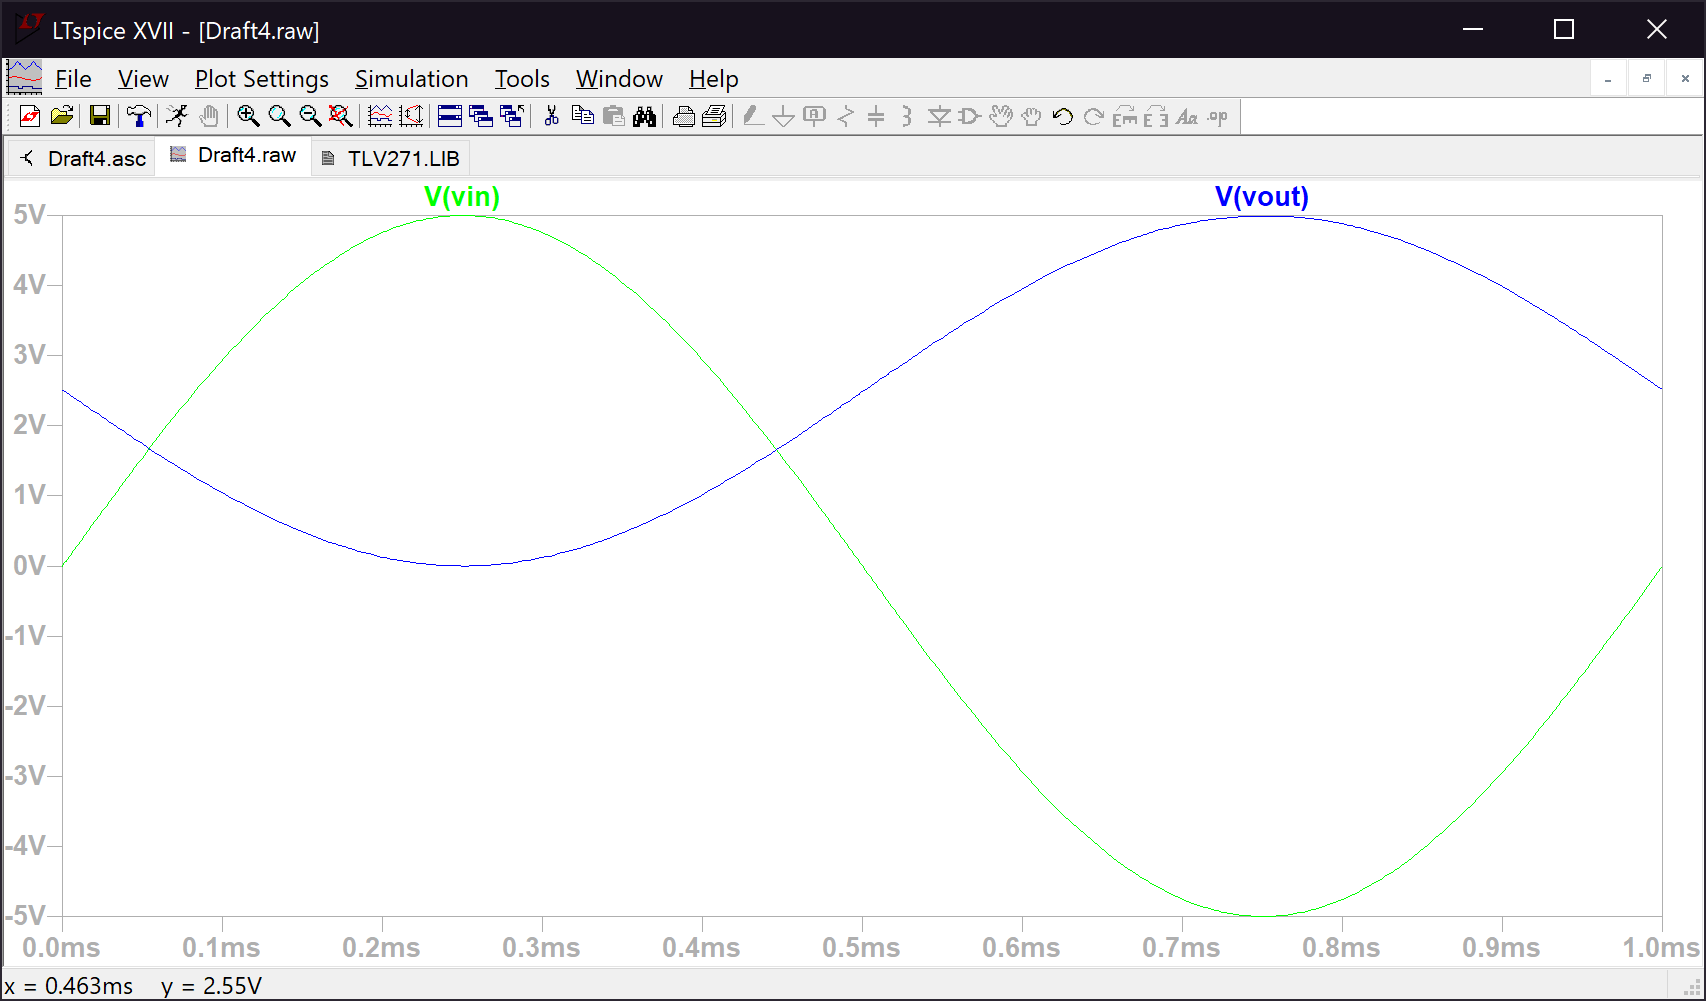 LTspice XVII - [Draft4.raw]
File View Plot Settings Simulation Tools Window Help
Draft4.asc Draft4.raw TLV271.LIB
V(vin) V(vout)
5V
4V
3V
2V
1V
0V
-1V
-2V
-3V
-4V
-5V
0.0ms 0.1ms 0.2ms 0.3ms 0.4ms 0.5ms 0.6ms 0.7ms 0.8ms 0.9ms 1.0ms
x = 0.463ms y = 2.55V